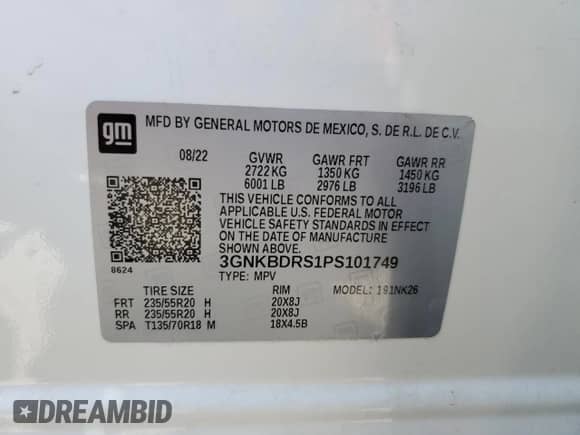 gm
MFD BY GENERAL MOTORS DE MEXICO, S. DE R.L. DE C.V.
08/22 GVWR GAWR FRT GAWR RR
2722 KG 1350 KG 1450 KG
6001 LB 2976 LB 3196 LB
THIS VEHICLE CONFORMS TO ALL
APPLICABLE U.S. FEDERAL MOTOR
VEHICLE SAFETY STANDARDS IN EFFECT
ON THE DATE OF MANUFACTURE
SHOWN ABOVE.
3GNKBDRS1PS101749
8624 TYPE: MPV
TIRE SIZE RIM MODEL: 191NK26
FRT 235/55R20 H 20X8J
RR 235/55R20 H 20X8J
SPA T135/70R18 M 18X4.5B
DREAMBID